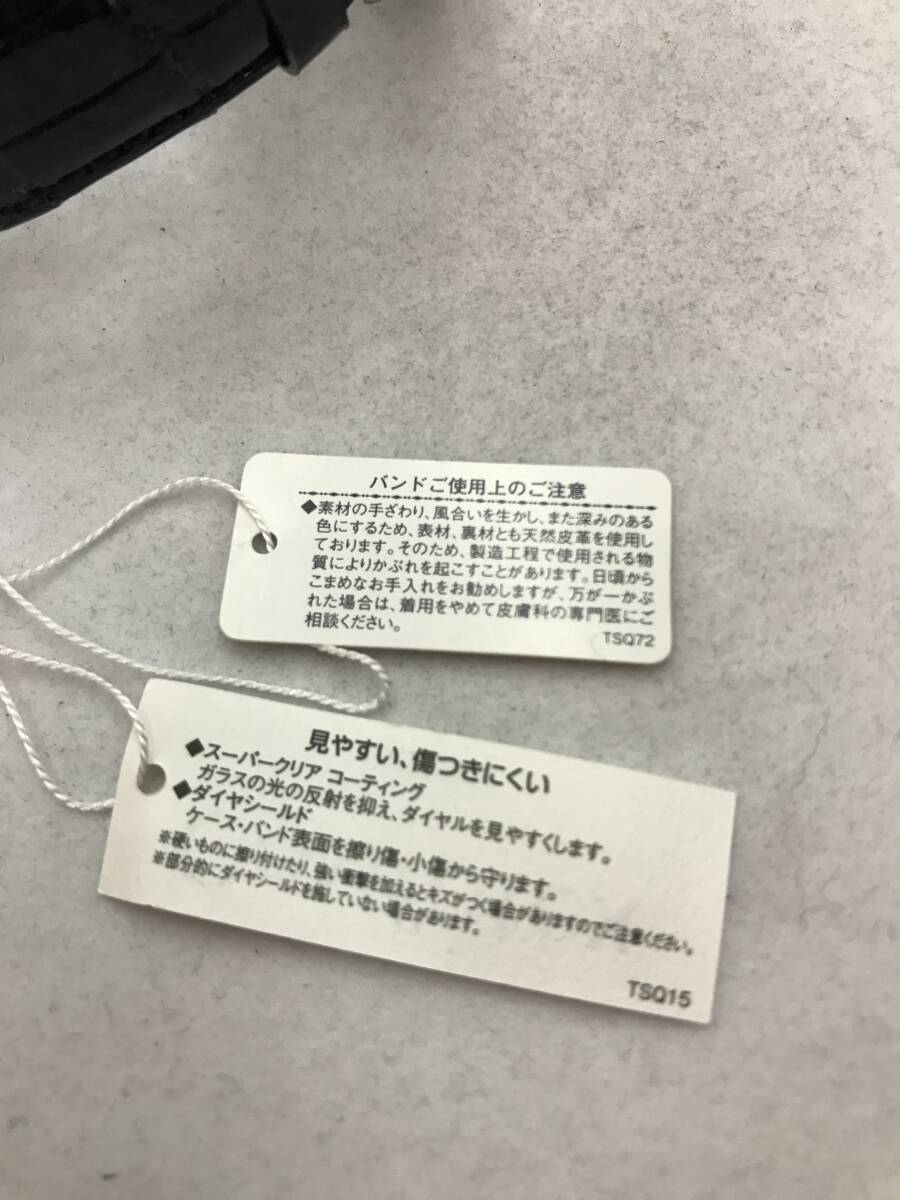 バンドご使用上のご注意
◆素材の手ざわり、風合いを生かし、また深みのある
色にするため、表材、裏材とも天然皮革を使用し
ております。そのため、製造工程で使用される物
質によりかぶれを起こすことがあります。日頃から
こまめなお手入れをお勧めしますが、万が一かぶ
れた場合は、着用をやめて皮膚科の専門医にご
相談ください。
TSQ72
見やすい、傷つきにくい
◆スーパークリア コーティング
ガラスの光の反射を抑え、ダイヤルを見やすくします。
◆ダイヤシールド
ケース・バンド表面を擦り傷・小傷から守ります。
※硬いものに擦り付けたり、強い衝撃を加えるとキズがつく場合がありますのでご注意ください。
※部分的にダイヤシールドを施していない場合があります。
TSQ15